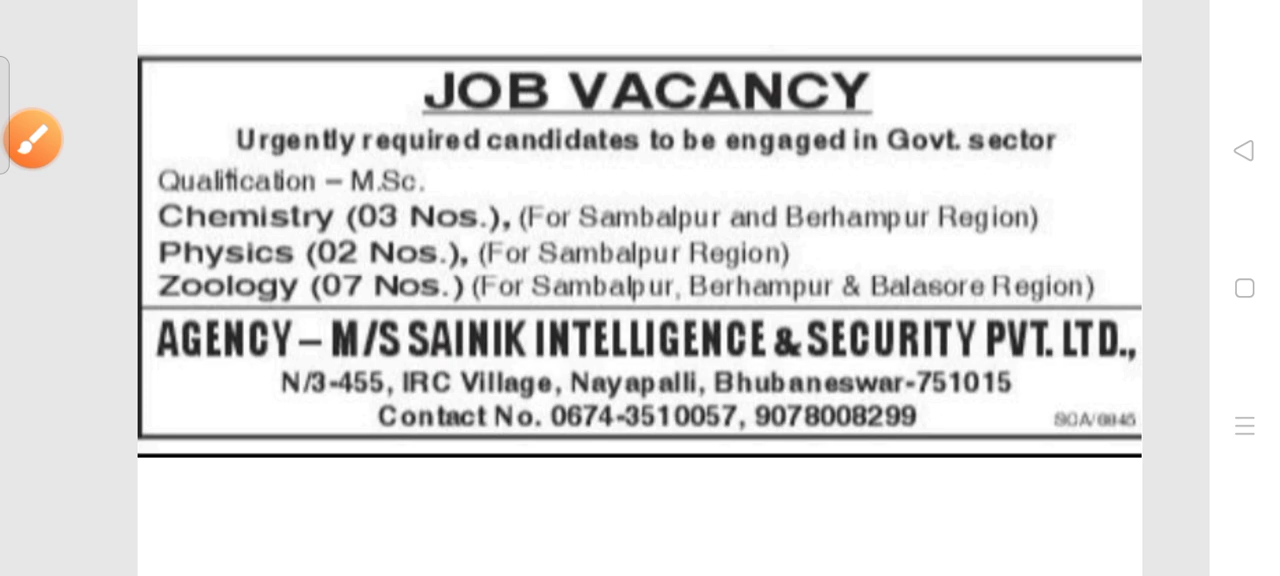 JOB VACANCY
Urgently required candidates to be engaged in Govt. sector
Qualification – M.Sc.
Chemistry (03 Nos.), (For Sambalpur and Berhampur Region)
Physics (02 Nos.), (For Sambalpur Region)
Zoology (07 Nos.) (For Sambalpur, Berhampur & Balasore Region)
AGENCY – M/S SAINIK INTELLIGENCE & SECURITY PVT. LTD.,
N/3-455, IRC Village, Nayapalli, Bhubaneswar-751015
Contact No. 0674-3510057, 9078008299